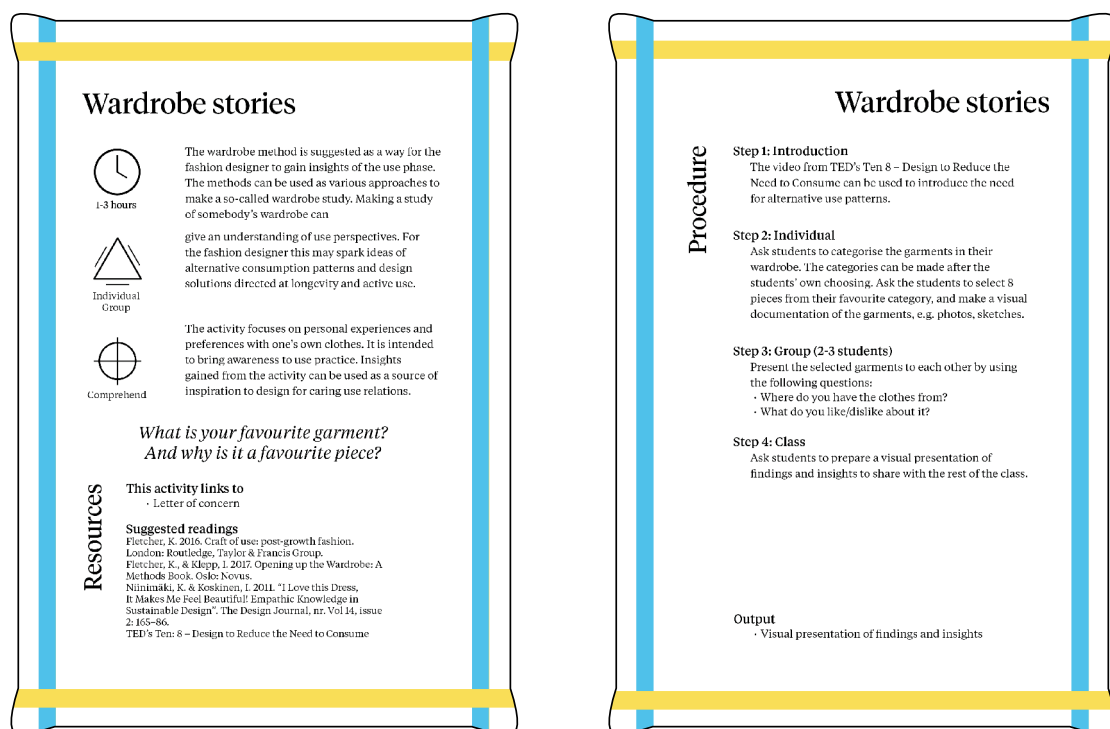 Wardrobe stories
1-3 hours
The wardrobe method is suggested as a way for the
fashion designer to gain insights of the use phase.
The methods can be used as various approaches to
make a so-called wardrobe study. Making a study
of somebody's wardrobe can
Individual
Group
give an understanding of use perspectives. For
the fashion designer this may spark ideas of
alternative consumption patterns and design
solutions directed at longevity and active use.
Comprehend
The activity focuses on personal experiences and
preferences with one's own clothes. It is intended
to bring awareness to use practice. Insights
gained from the activity can be used as a source of
inspiration to design for caring use relations.
What is your favourite garment?
And why is it a favourite piece?
Resources
This activity links to
· Letter of concern
Suggested readings
Fletcher, K. 2016. Craft of use: post-growth fashion.
London: Routledge, Taylor & Francis Group.
Fletcher, K., & Klepp, I. 2017. Opening up the Wardrobe: A
Methods Book. Oslo: Novus.
Niinimäki, K. & Koskinen, I. 2011. "I Love this Dress,
It Makes Me Feel Beautiful! Empathic Knowledge in
Sustainable Design". The Design Journal, nr. Vol 14, issue
2: 165–86.
TED's Ten: 8 – Design to Reduce the Need to Consume
Wardrobe stories
Procedure
Step 1: Introduction
The video from TED's Ten 8 – Design to Reduce the
Need to Consume can be used to introduce the need
for alternative use patterns.
Step 2: Individual
Ask students to categorise the garments in their
wardrobe. The categories can be made after the
students' own choosing. Ask the students to select 8
pieces from their favourite category, and make a visual
documentation of the garments, e.g. photos, sketches.
Step 3: Group (2-3 students)
Present the selected garments to each other by using
the following questions:
· Where do you have the clothes from?
· What do you like/dislike about it?
Step 4: Class
Ask students to prepare a visual presentation of
findings and insights to share with the rest of the class.
Output
· Visual presentation of findings and insights